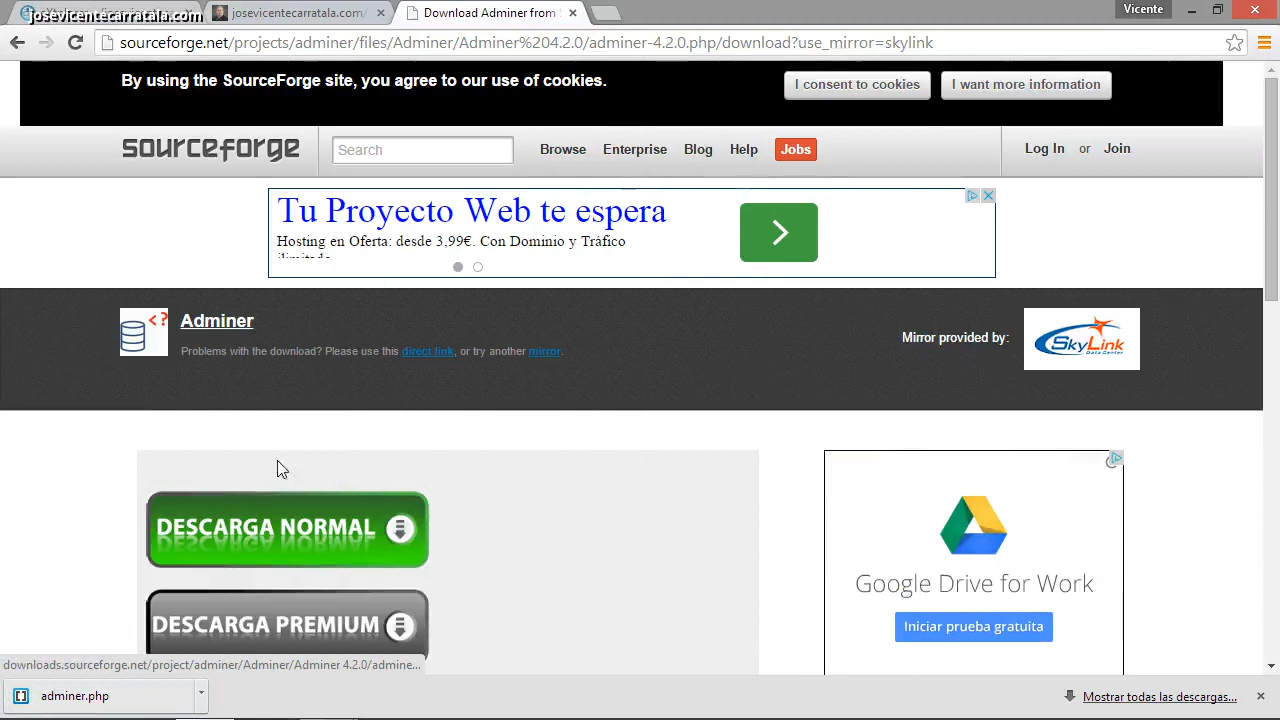 josevicentecarratala.com
josevicentecarratala.com/
Download Adminer from
Vicente
sourceforge.net/projects/adminer/files/Adminer/Adminer%204.2.0/adminer-4.2.0.php/download?use_mirror=skylink
By using the SourceForge site, you agree to our use of cookies.
I consent to cookies
I want more information
sourceforge
Search
Browse
Enterprise
Blog
Help
Jobs
Log In or Join
Tu Proyecto Web te espera
Hosting en Oferta: desde 3,99€. Con Dominio y Tráfico
ilimitado
Adminer
<?
Problems with the download? Please use this direct link, or try another mirror.
Mirror provided by:
SkyLink
Data Center
DESCARGA NORMAL
DESCARGA PREMIUM
Google Drive for Work
Iniciar prueba gratuita
downloads.sourceforge.net/project/adminer/Adminer/Adminer 4.2.0/admine...
adminer.php
Mostrar todas las descargas...